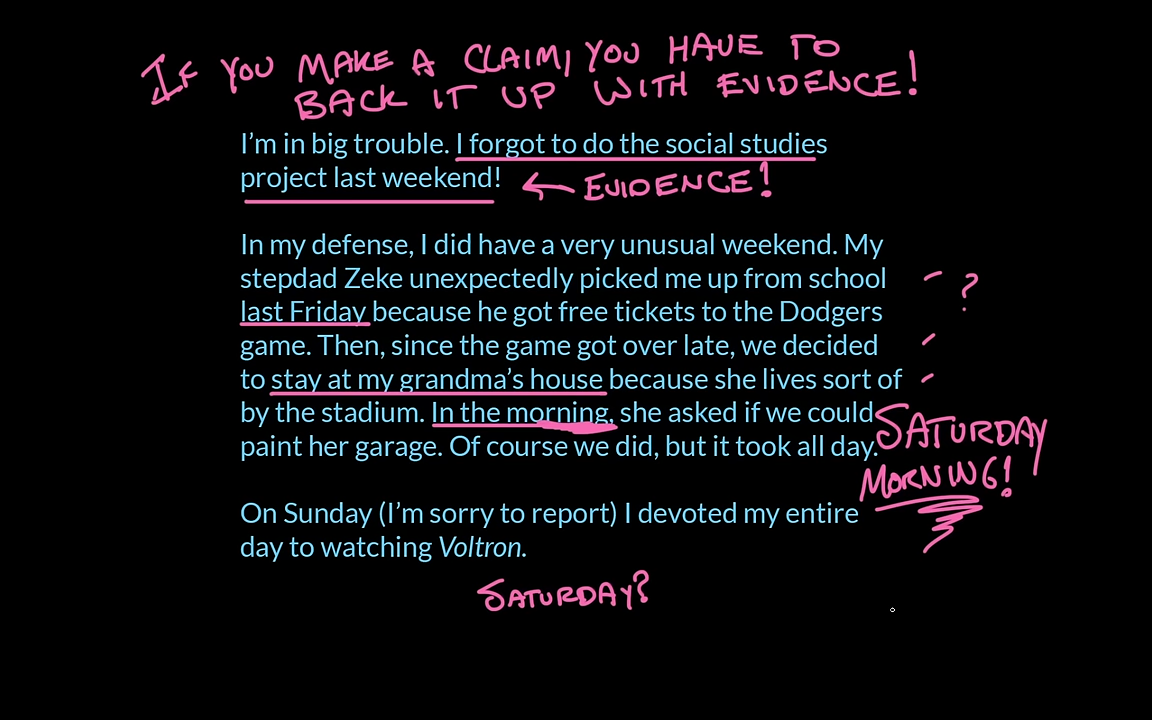 IF YOU MAKE A CLAIM, YOU HAVE TO
BACK IT UP WITH EVIDENCE!
I'm in big trouble. I forgot to do the social studies
project last weekend!
← EVIDENCE!
In my defense, I did have a very unusual weekend. My
stepdad Zeke unexpectedly picked me up from school
?
last Friday because he got free tickets to the Dodgers
game. Then, since the game got over late, we decided
to stay at my grandma's house because she lives sort of
by the stadium. In the morning, she asked if we could
paint her garage. Of course we did, but it took all day.
SATURDAY
MORNING!
On Sunday (I'm sorry to report) I devoted my entire
day to watching Voltron.
SATURDAY?